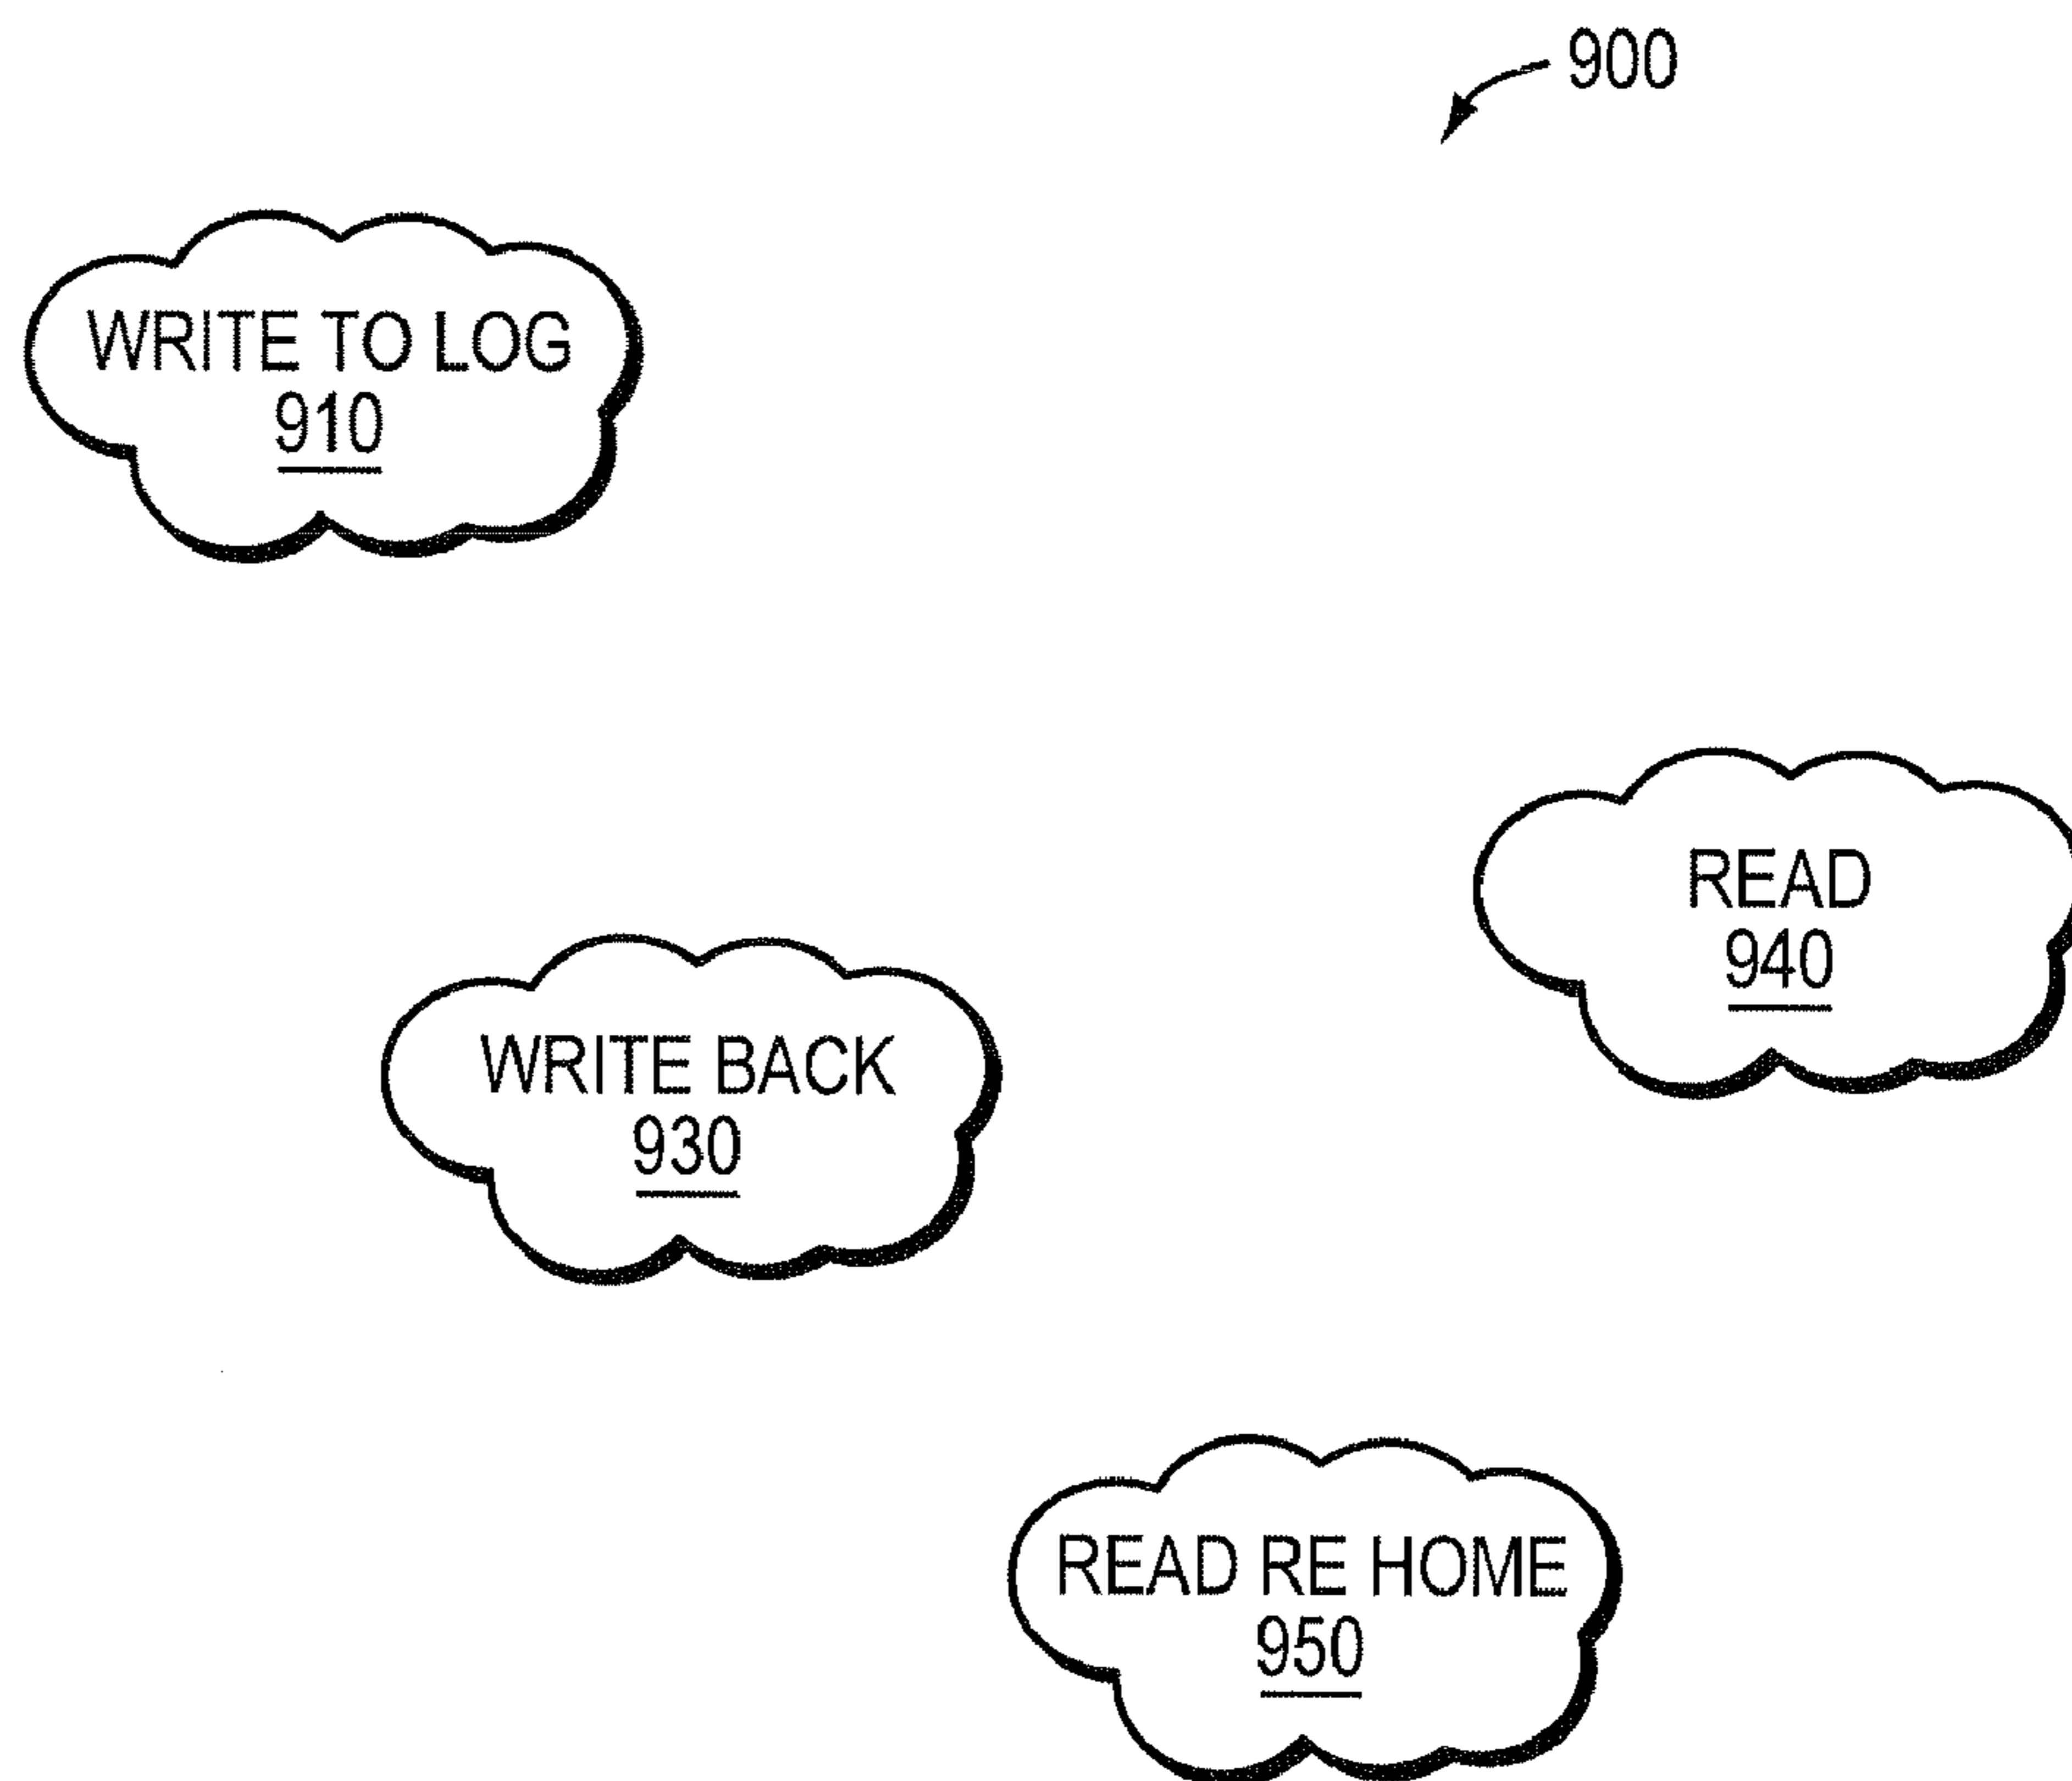 900
WRITE TO LOG
910
READ
940
WRITE BACK
930
READ RE HOME
950